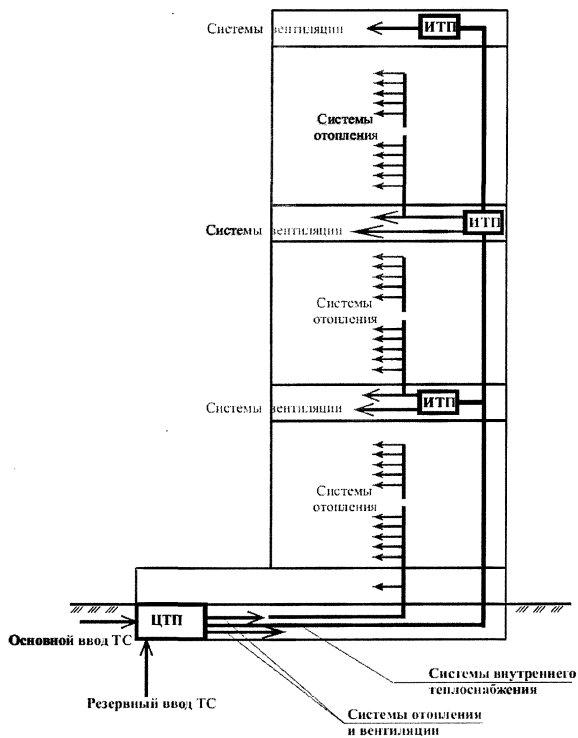 Системы вентиляции
ИТП
Системы
отопления
ИТП
Системы вентиляции
Системы
отопления
ИТП
Системы вентиляции
Системы
отопления
ЦТП
Основной ввод ТС
Системы внутреннего
теплоснабжения
Резервный ввод ТС
Системы отопления
и вентиляции